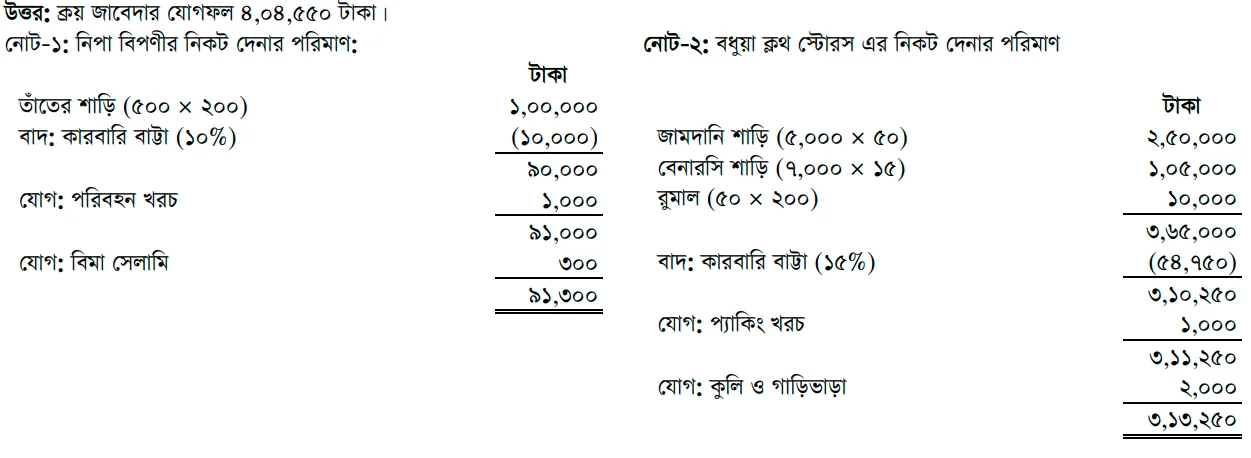 উত্তর: ক্রয় জাবেদার যোগফল ৪,০৪,৫৫০ টাকা।
নোট-১: নিপা বিপণীর নিকট দেনার পরিমাণ:
টাকা
তাঁতের শাড়ি (৫০০ × ২০০) ১,০০,০০০
বাদ: কারবারি বাট্টা (১০%) (১০,০০০)
৯০,০০০
যোগ: পরিবহন খরচ ১,০০০
৯১,০০০
যোগ: বিমা সেলামি ৩০০
৯১,৩০০
নোট-২: বধুয়া ক্লথ স্টোরস এর নিকট দেনার পরিমাণ
টাকা
জামদানি শাড়ি (৫,০০০ × ৫০) ২,৫০,০০০
বেনারসি শাড়ি (৭,০০০ × ১৫) ১,০৫,০০০
রুমাল (৫০ × ২০০) ১০,০০০
৩,৬৫,০০০
বাদ: কারবারি বাট্টা (১৫%) (৫৪,৭৫০)
৩,১০,২৫০
যোগ: প্যাকিং খরচ ১,০০০
৩,১১,২৫০
যোগ: কুলি ও গাড়িভাড়া ২,০০০
৩,১৩,২৫০